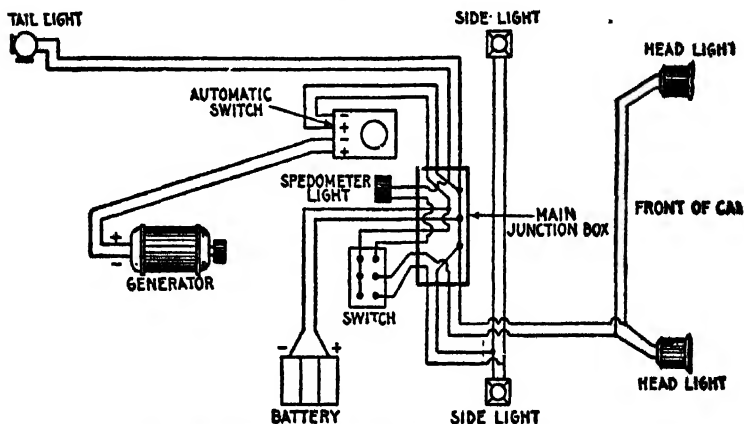 TAIL LIGHT
SIDE LIGHT
HEAD LIGHT
AUTOMATIC
SWITCH
-
+
-
+
SPEDOMETER
LIGHT
MAIN
JUNCTION BOX
FRONT OF CAR
+
-
GENERATOR
SWITCH
- +
BATTERY
SIDE LIGHT
HEAD LIGHT